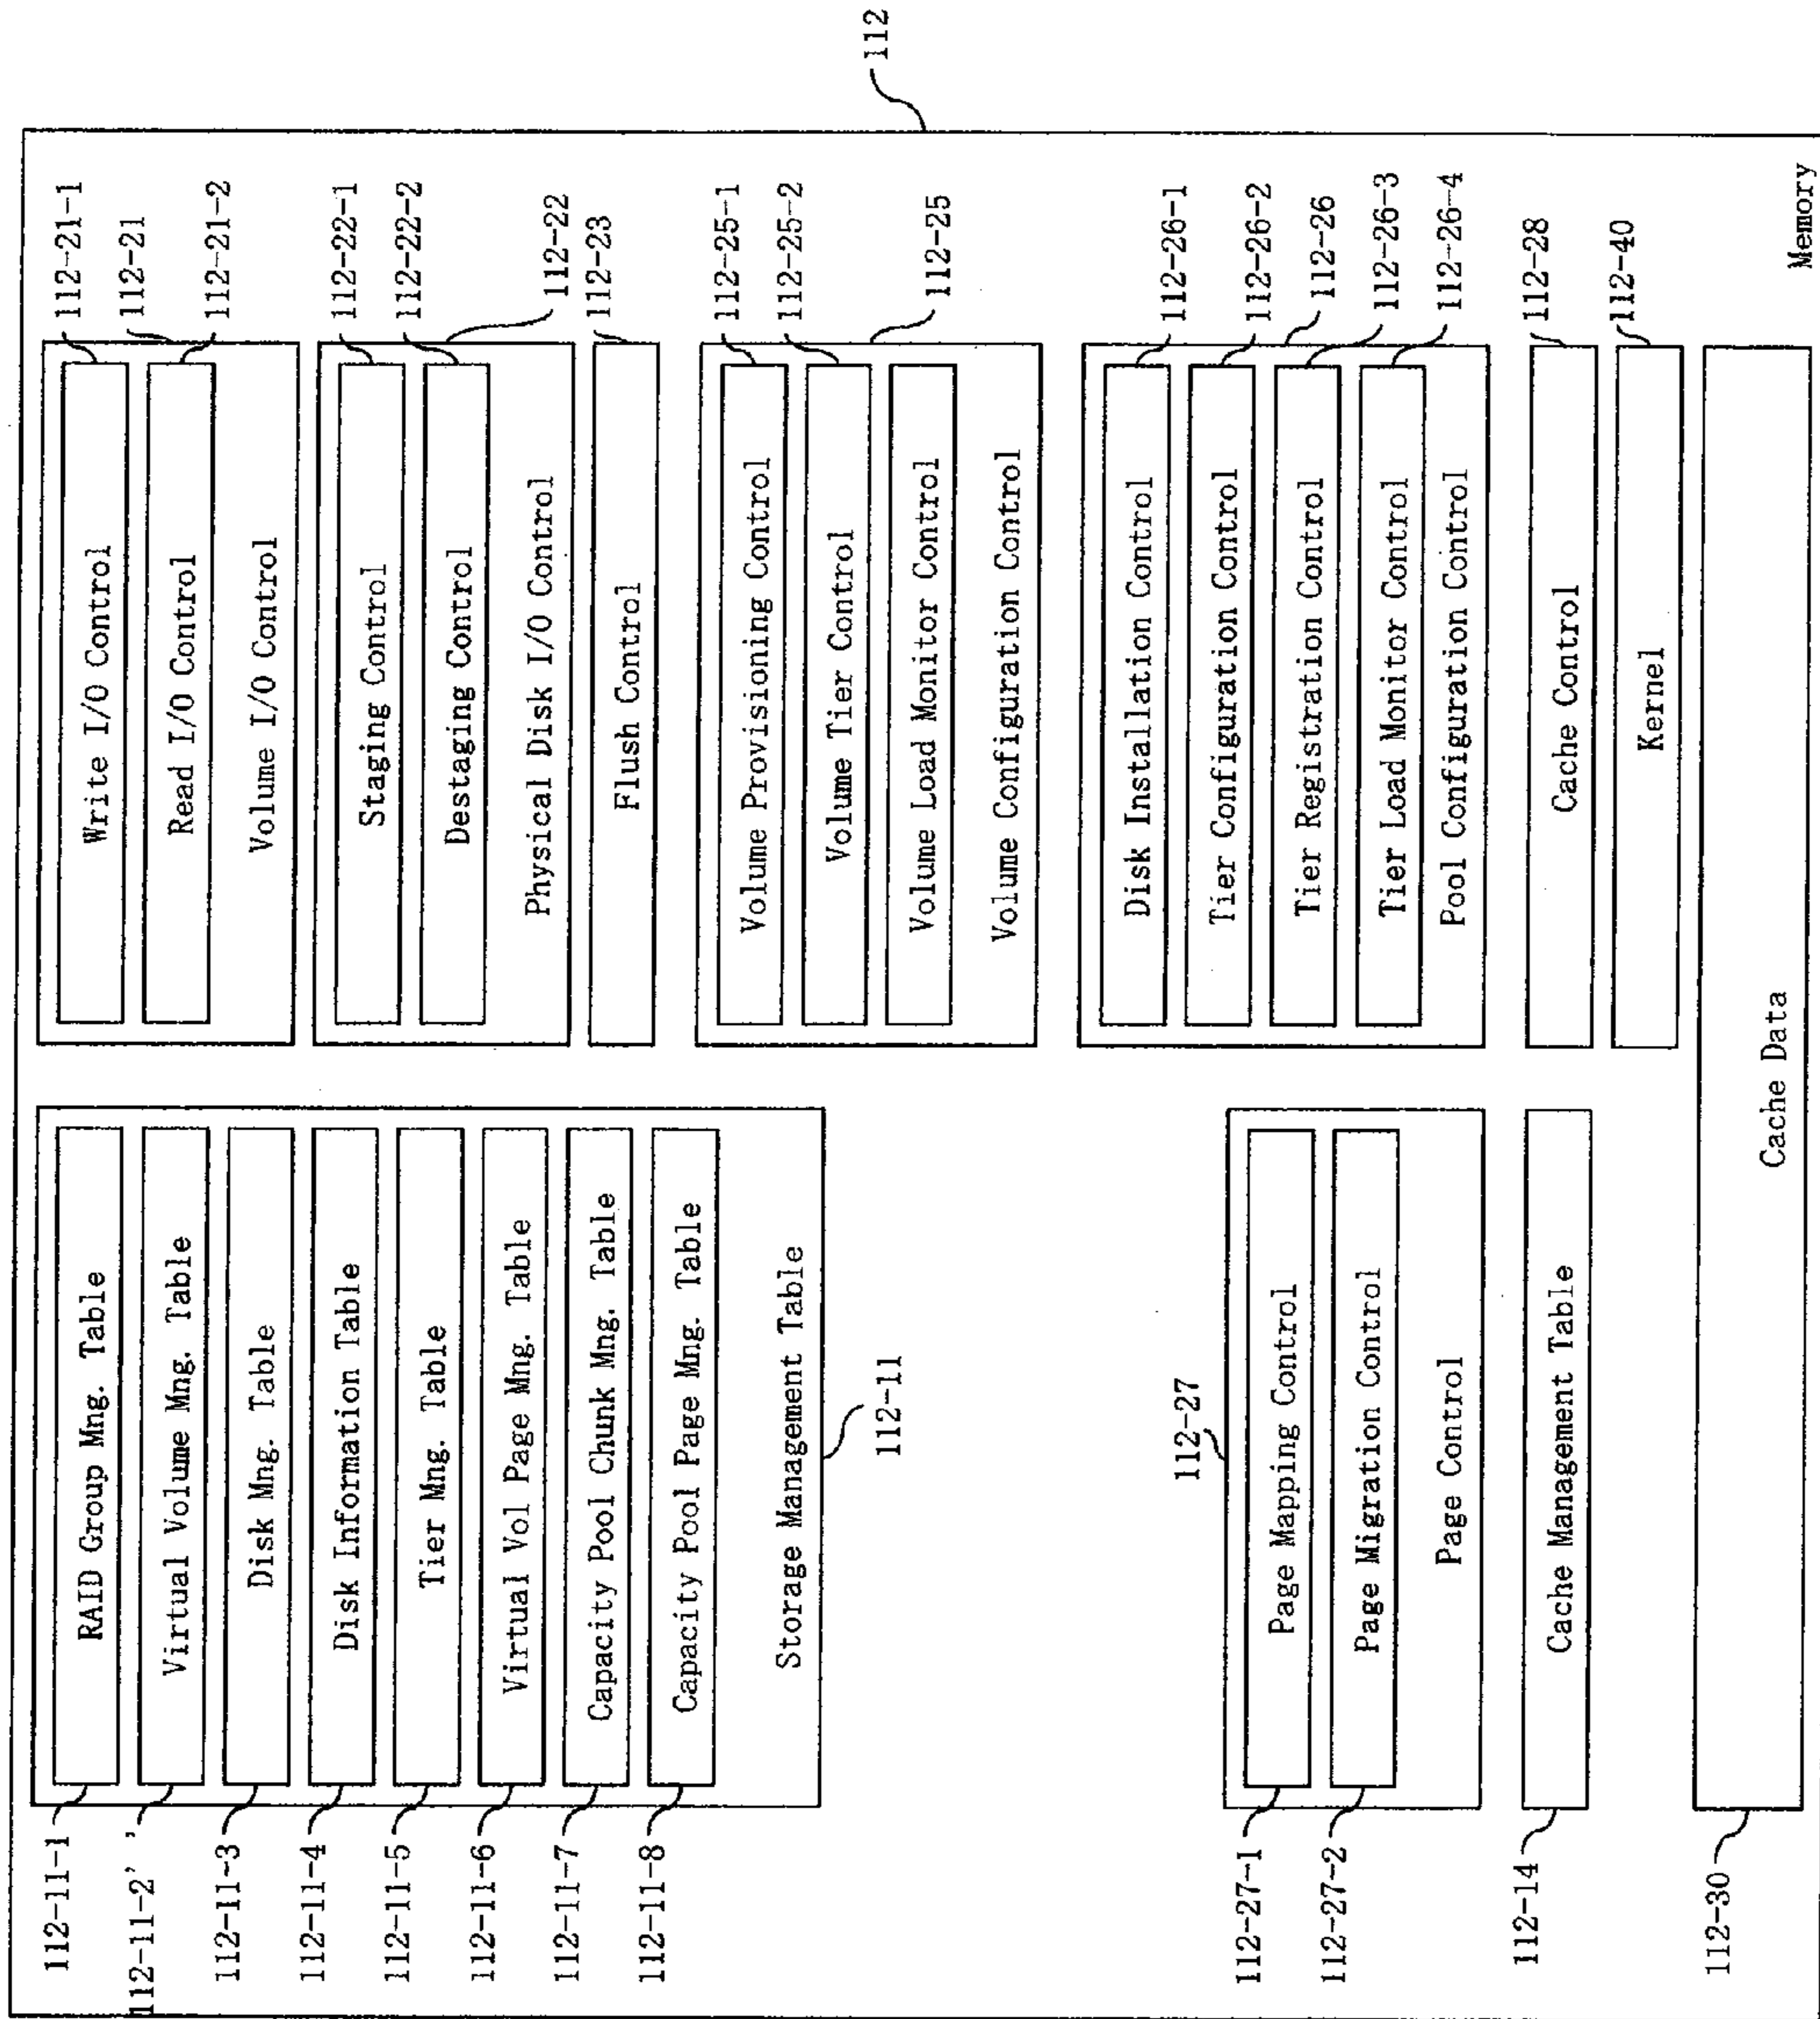 112-11-1
RAID Group Mng. Table
112-11-2' '
Virtual Volume Mng. Table
112-11-3
Disk Mng. Table
112-11-4
Disk Information Table
112-11-5
Tier Mng. Table
112-11-6
Virtual Vol Page Mng. Table
112-11-7
Capacity Pool Chunk Mng. Table
112-11-8
Capacity Pool Page Mng. Table
Storage Management Table
112-11
112-27
112-27-1
Page Mapping Control
112-27-2
Page Migration Control
Page Control
112-14
Cache Management Table
112-30
Cache Data
Write I/O Control
112-21-1
112-21
Read I/O Control
112-21-2
Volume I/O Control
Staging Control
112-22-1
Destaging Control
112-22-2
Physical Disk I/O Control
112-22
Flush Control
112-23
Volume Provisioning Control
112-25-1
Volume Tier Control
112-25-2
Volume Load Monitor Control
Volume Configuration Control
112-25
Disk Installation Control
112-26-1
Tier Configuration Control
112-26-2
112-26
Tier Registration Control
112-26-3
Tier Load Monitor Control
112-26-4
Pool Configuration Control
Cache Control
112-28
Kernel
112-40
Memory
112